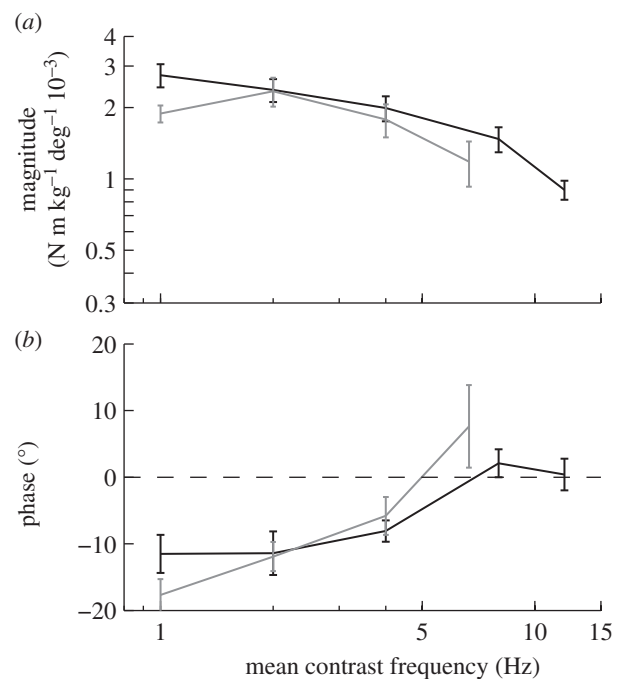 (a)
magnitude
(N m kg⁻¹ deg⁻¹ 10⁻³)
4
3
2
1
0.5
0.3
(b)
phase (°)
20
10
0
−10
−20
1
5
10
15
mean contrast frequency (Hz)